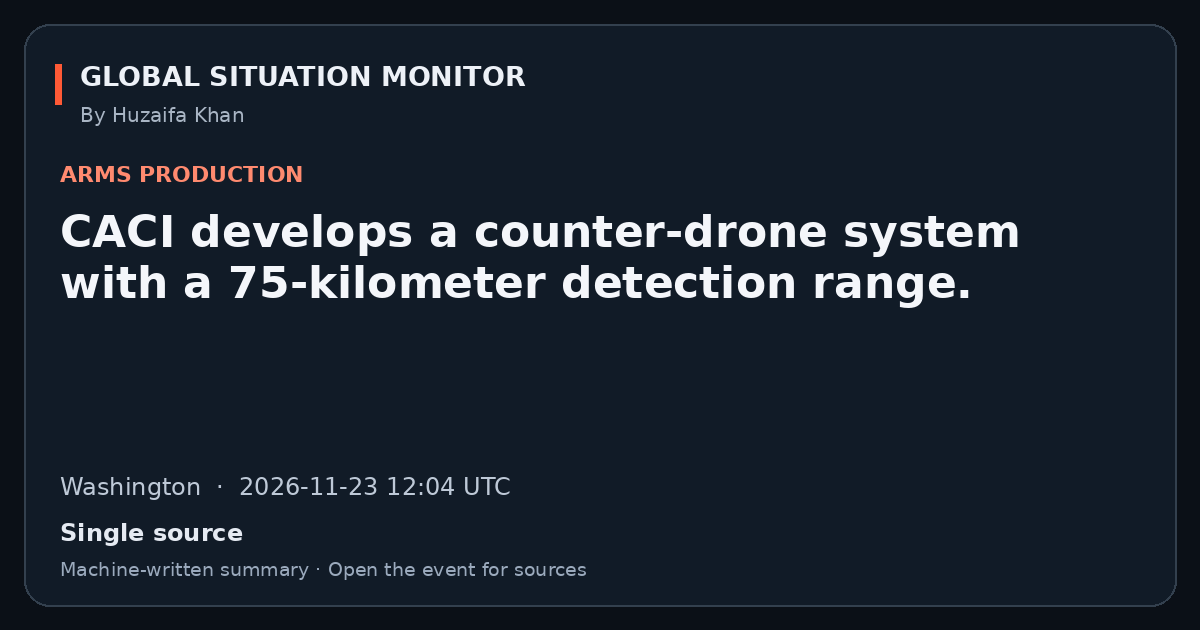 GLOBAL SITUATION MONITOR
By Huzaifa Khan
ARMS PRODUCTION
CACI develops a counter-drone system
with a 75-kilometer detection range.
Washington · 2026-11-23 12:04 UTC
Single source
Machine-written summary · Open the event for sources